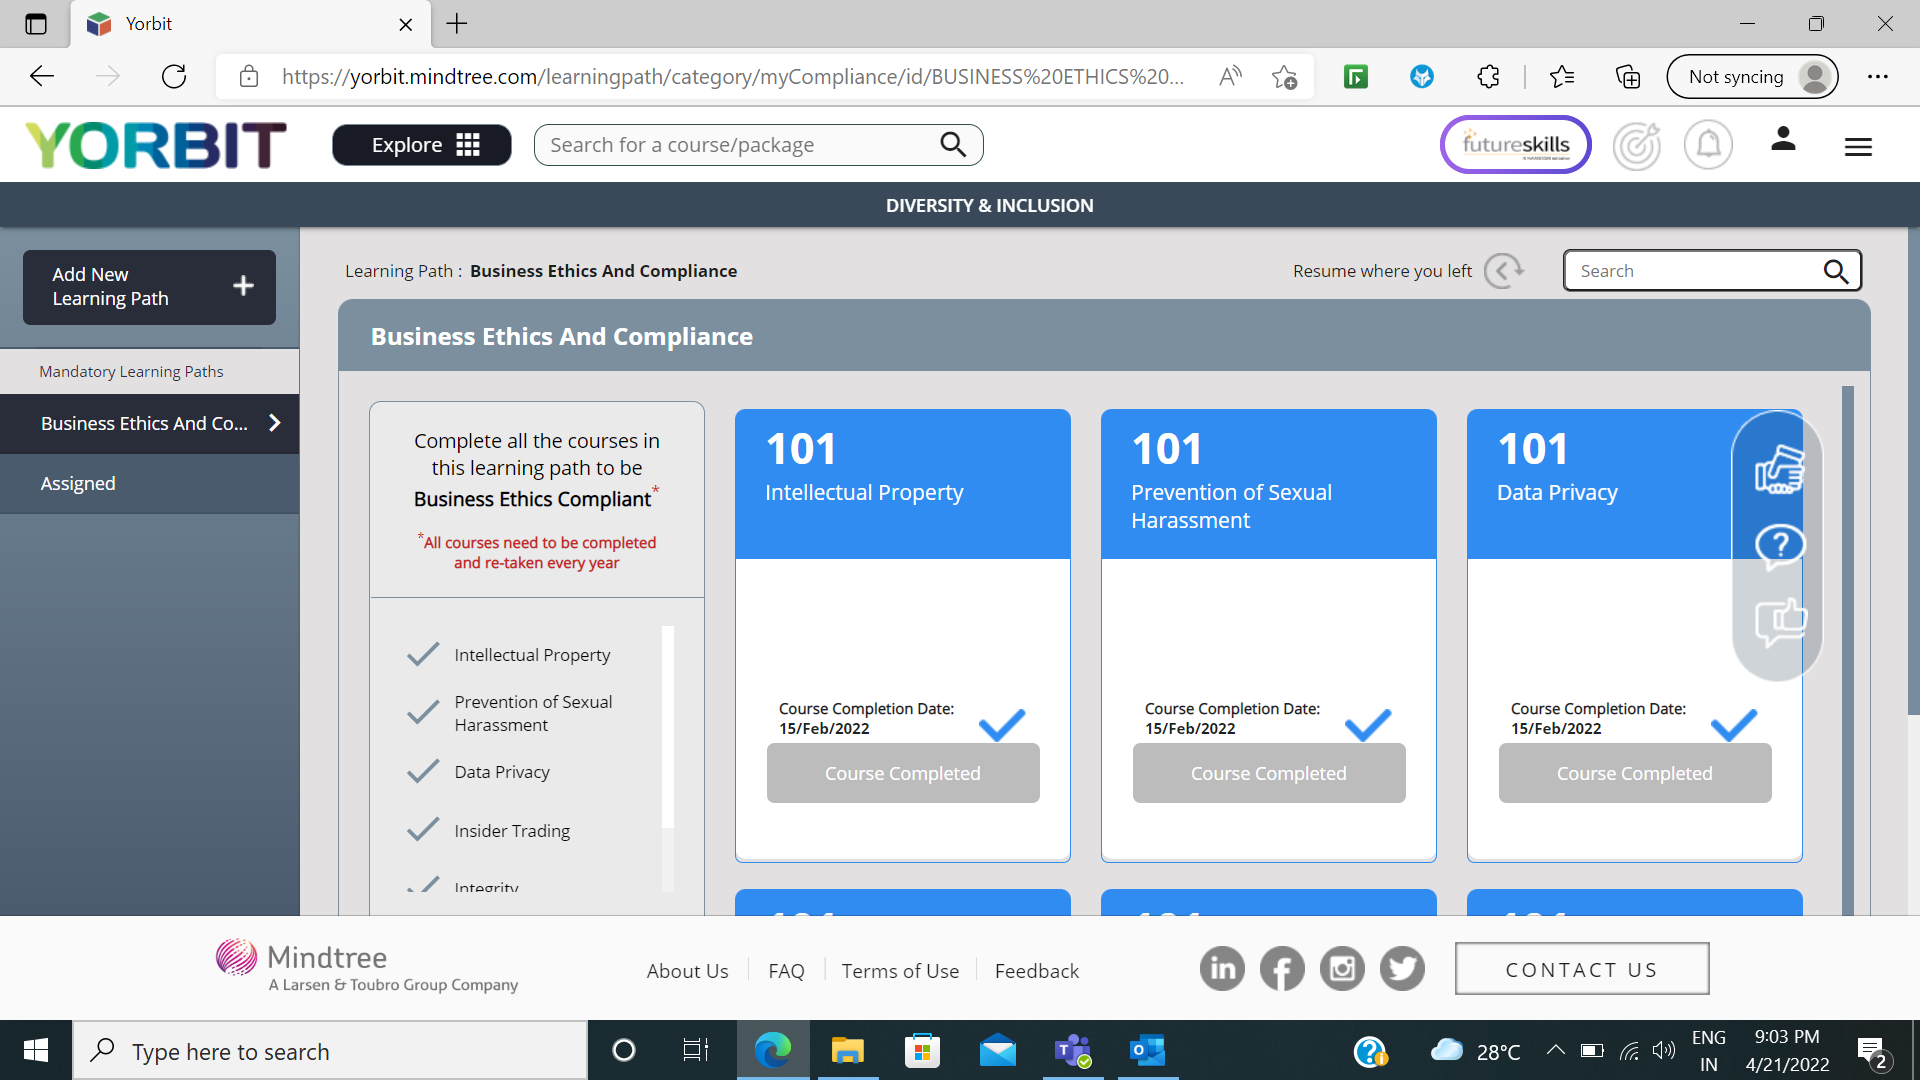 Yorbit
https://yorbit.mindtree.com/learningpath/category/myCompliance/id/BUSINESS%20ETHICS%20...
Not syncing
YORBIT
Explore
Search for a course/package
futureskills
DIVERSITY & INCLUSION
Add New
Learning Path
+
Mandatory Learning Paths
Business Ethics And Co...
Assigned
Learning Path : Business Ethics And Compliance
Resume where you left
Search
Business Ethics And Compliance
Complete all the courses in
this learning path to be
Business Ethics Compliant*
*All courses need to be completed
and re-taken every year
Intellectual Property
Prevention of Sexual
Harassment
Data Privacy
Insider Trading
Integrity
101
Intellectual Property
Course Completion Date:
15/Feb/2022
Course Completed
101
Prevention of Sexual
Harassment
Course Completion Date:
15/Feb/2022
Course Completed
101
Data Privacy
Course Completion Date:
15/Feb/2022
Course Completed
Mindtree
A Larsen & Toubro Group Company
About Us
FAQ
Terms of Use
Feedback
CONTACT US
Type here to search
28°C
ENG
IN
9:03 PM
4/21/2022
2